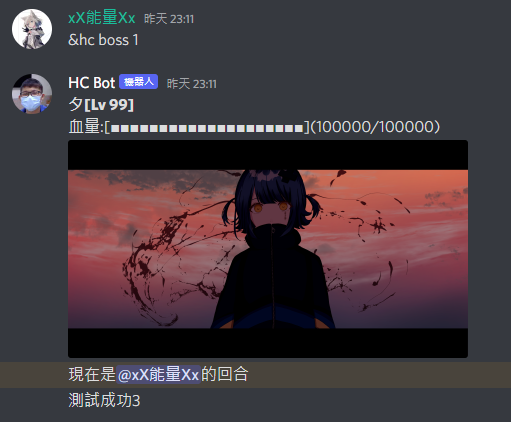 xX能量Xx 昨天 23:11
&hc boss 1
HC Bot 機器人 昨天 23:11
夕[Lv 99]
血量:[■■■■■■■■■■■■■■■■■■■■](100000/100000)
現在是@xX能量Xx的回合
測試成功3